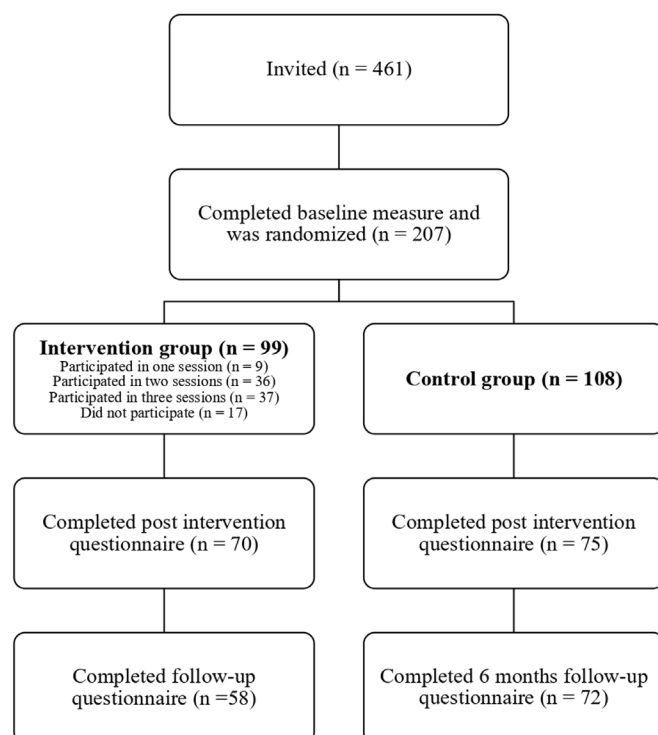 Invited (n = 461)
Completed baseline measure and
was randomized (n = 207)
Intervention group (n = 99)
Participated in one session (n = 9)
Participated in two sessions (n = 36)
Participated in three sessions (n = 37)
Did not participate (n = 17)
Control group (n = 108)
Completed post intervention
questionnaire (n = 70)
Completed post intervention
questionnaire (n = 75)
Completed follow-up
questionnaire (n =58)
Completed 6 months follow-up
questionnaire (n = 72)